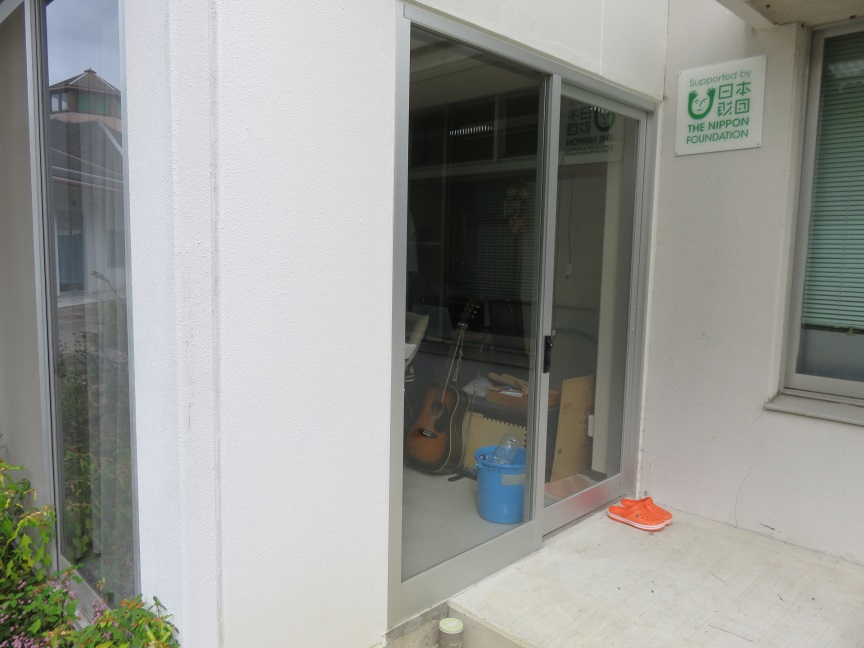 Supported by
日本
財団
THE NIPPON
FOUNDATION